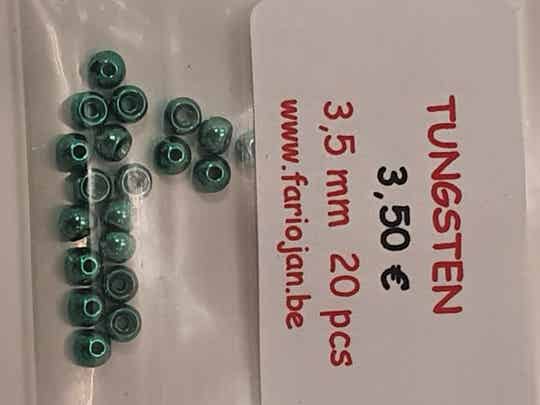 TUNGSTEN
3,50 €
3,5 mm 20 pcs
www.fariojan.be